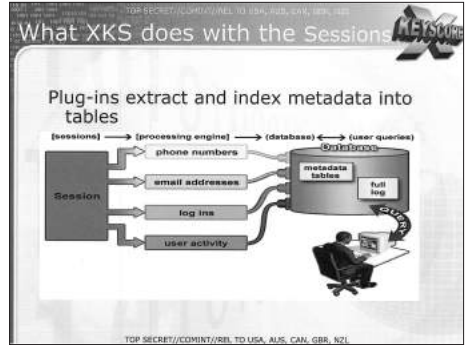 TOP SECRET//COMINT//REL TO USA, AUS, CAN, GBR, NZL
What XKS does with the Sessions
X KEYSCORE
Plug-ins extract and index metadata into
tables
[sessions] → [processing engine] → (database) ↔ (user queries)
phone numbers
Database
metadata
tables
email addresses
full
log
Session
log ins
QUERY
user activity
TOP SECRET//COMINT//REL TO USA, AUS, CAN, GBR, NZL